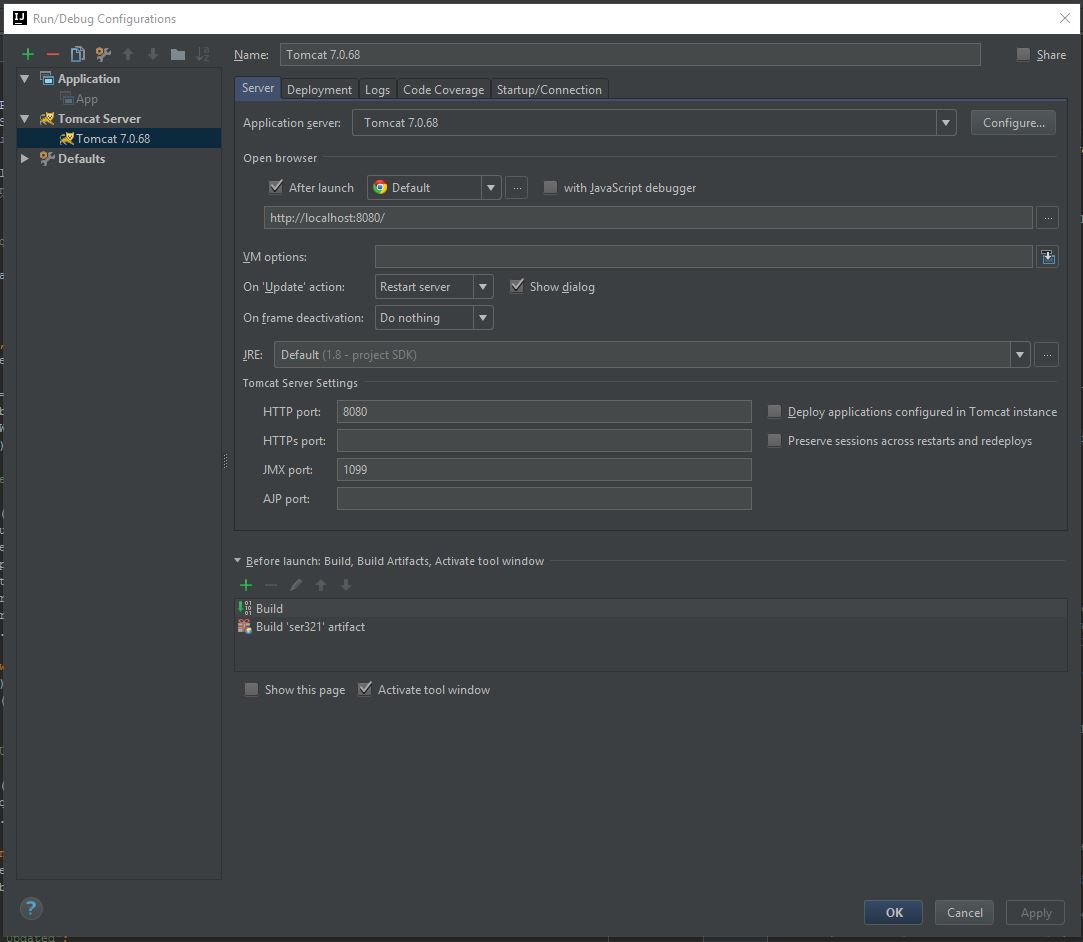 Run/Debug Configurations
Name: Tomcat 7.0.68 Share
Application
App
Tomcat Server
Tomcat 7.0.68
Defaults
Server Deployment Logs Code Coverage Startup/Connection
Application server: Tomcat 7.0.68 Configure...
Open browser
After launch Default ... with JavaScript debugger
http://localhost:8080/ ...
VM options:
On 'Update' action: Restart server Show dialog
On frame deactivation: Do nothing
JRE: Default (1.8 - project SDK) ...
Tomcat Server Settings
HTTP port: 8080 Deploy applications configured in Tomcat instance
HTTPs port: Preserve sessions across restarts and redeploys
JMX port: 1099
AJP port:
Before launch: Build, Build Artifacts, Activate tool window
Build
Build 'ser321' artifact
Show this page Activate tool window
? OK Cancel Apply